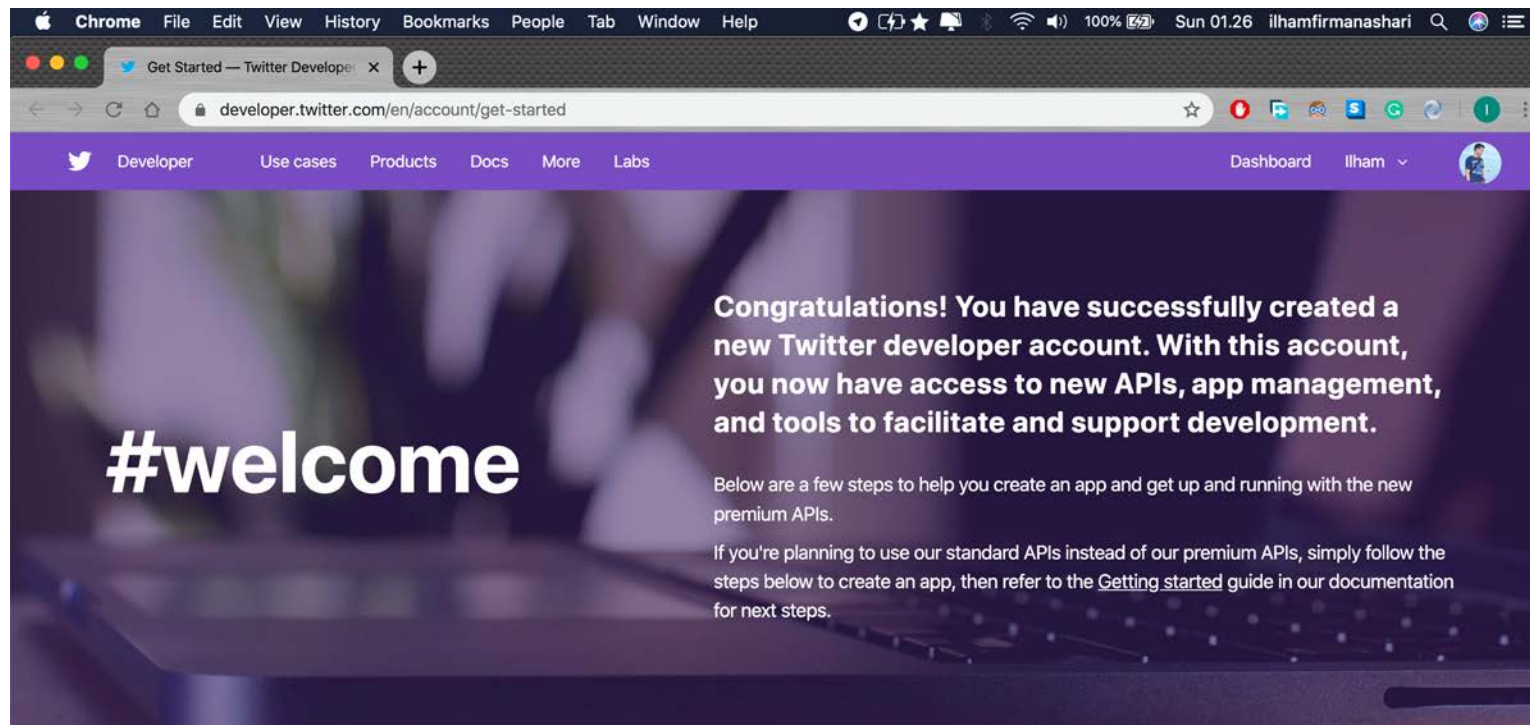 Chrome File Edit View History Bookmarks People Tab Window Help 100% Sun 01.26 ilhamfirmanashari
Get Started — Twitter Develope
developer.twitter.com/en/account/get-started
Developer Use cases Products Docs More Labs Dashboard Ilham
#welcome
Congratulations! You have successfully created a
new Twitter developer account. With this account,
you now have access to new APIs, app management,
and tools to facilitate and support development.
Below are a few steps to help you create an app and get up and running with the new
premium APIs.
If you're planning to use our standard APIs instead of our premium APIs, simply follow the
steps below to create an app, then refer to the Getting started guide in our documentation
for next steps.